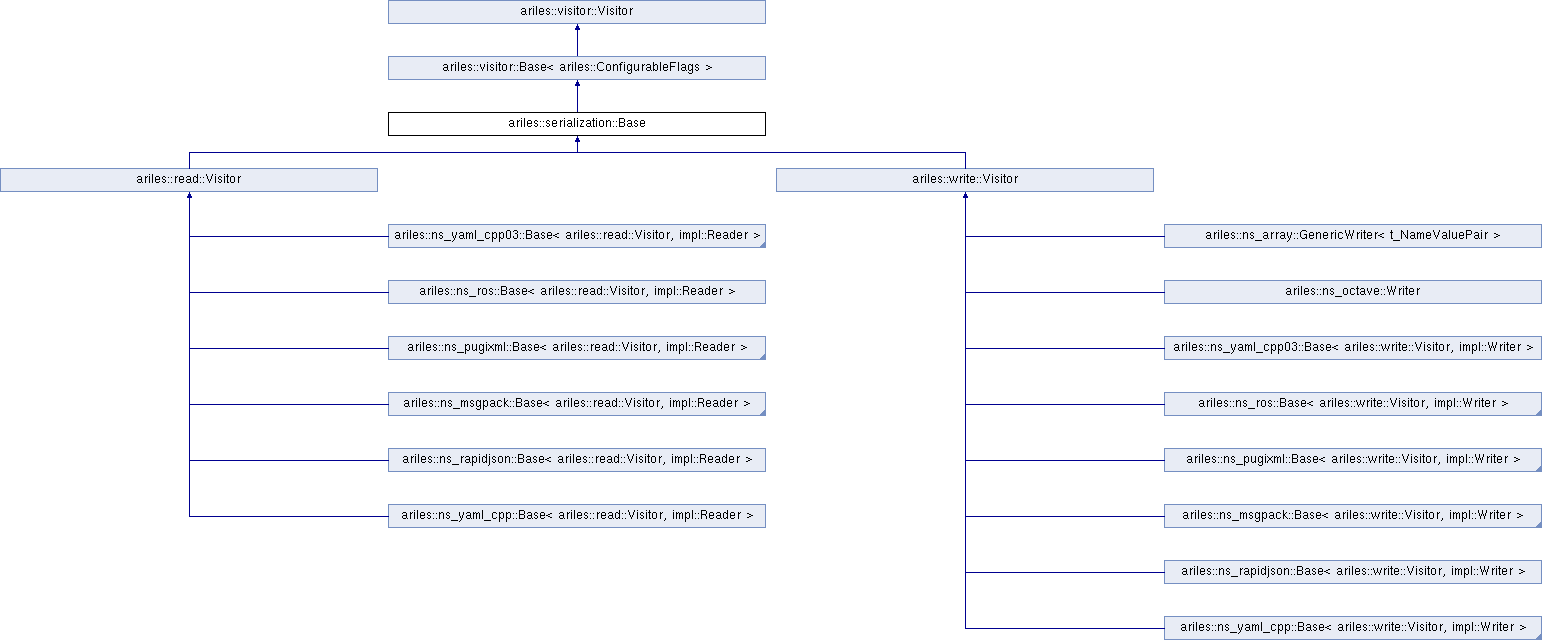 ariles::visitor::Visitor
ariles::visitor::Base< ariles::ConfigurableFlags >
ariles::serialization::Base
ariles::read::Visitor
ariles::write::Visitor
ariles::ns_yaml_cpp03::Base< ariles::read::Visitor, impl::Reader >
ariles::ns_array::GenericWriter< t_NameValuePair >
ariles::ns_ros::Base< ariles::read::Visitor, impl::Reader >
ariles::ns_octave::Writer
ariles::ns_pugixml::Base< ariles::read::Visitor, impl::Reader >
ariles::ns_yaml_cpp03::Base< ariles::write::Visitor, impl::Writer >
ariles::ns_msgpack::Base< ariles::read::Visitor, impl::Reader >
ariles::ns_ros::Base< ariles::write::Visitor, impl::Writer >
ariles::ns_rapidjson::Base< ariles::read::Visitor, impl::Reader >
ariles::ns_pugixml::Base< ariles::write::Visitor, impl::Writer >
ariles::ns_yaml_cpp::Base< ariles::read::Visitor, impl::Reader >
ariles::ns_msgpack::Base< ariles::write::Visitor, impl::Writer >
ariles::ns_rapidjson::Base< ariles::write::Visitor, impl::Writer >
ariles::ns_yaml_cpp::Base< ariles::write::Visitor, impl::Writer >